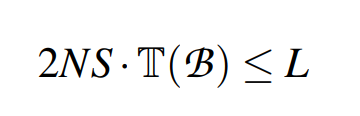 2NS · 𝕋(𝓑) ≤ L